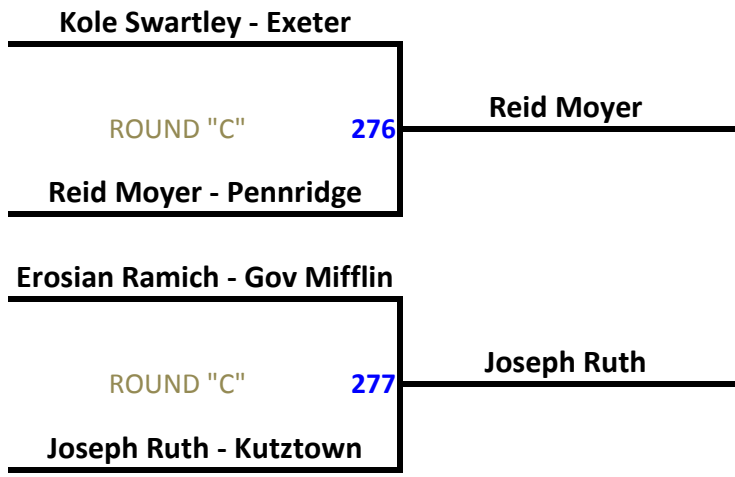 Kole Swartley - Exeter
Reid Moyer
ROUND "C" 276
Reid Moyer - Pennridge
Erosian Ramich - Gov Mifflin
Joseph Ruth
ROUND "C" 277
Joseph Ruth - Kutztown